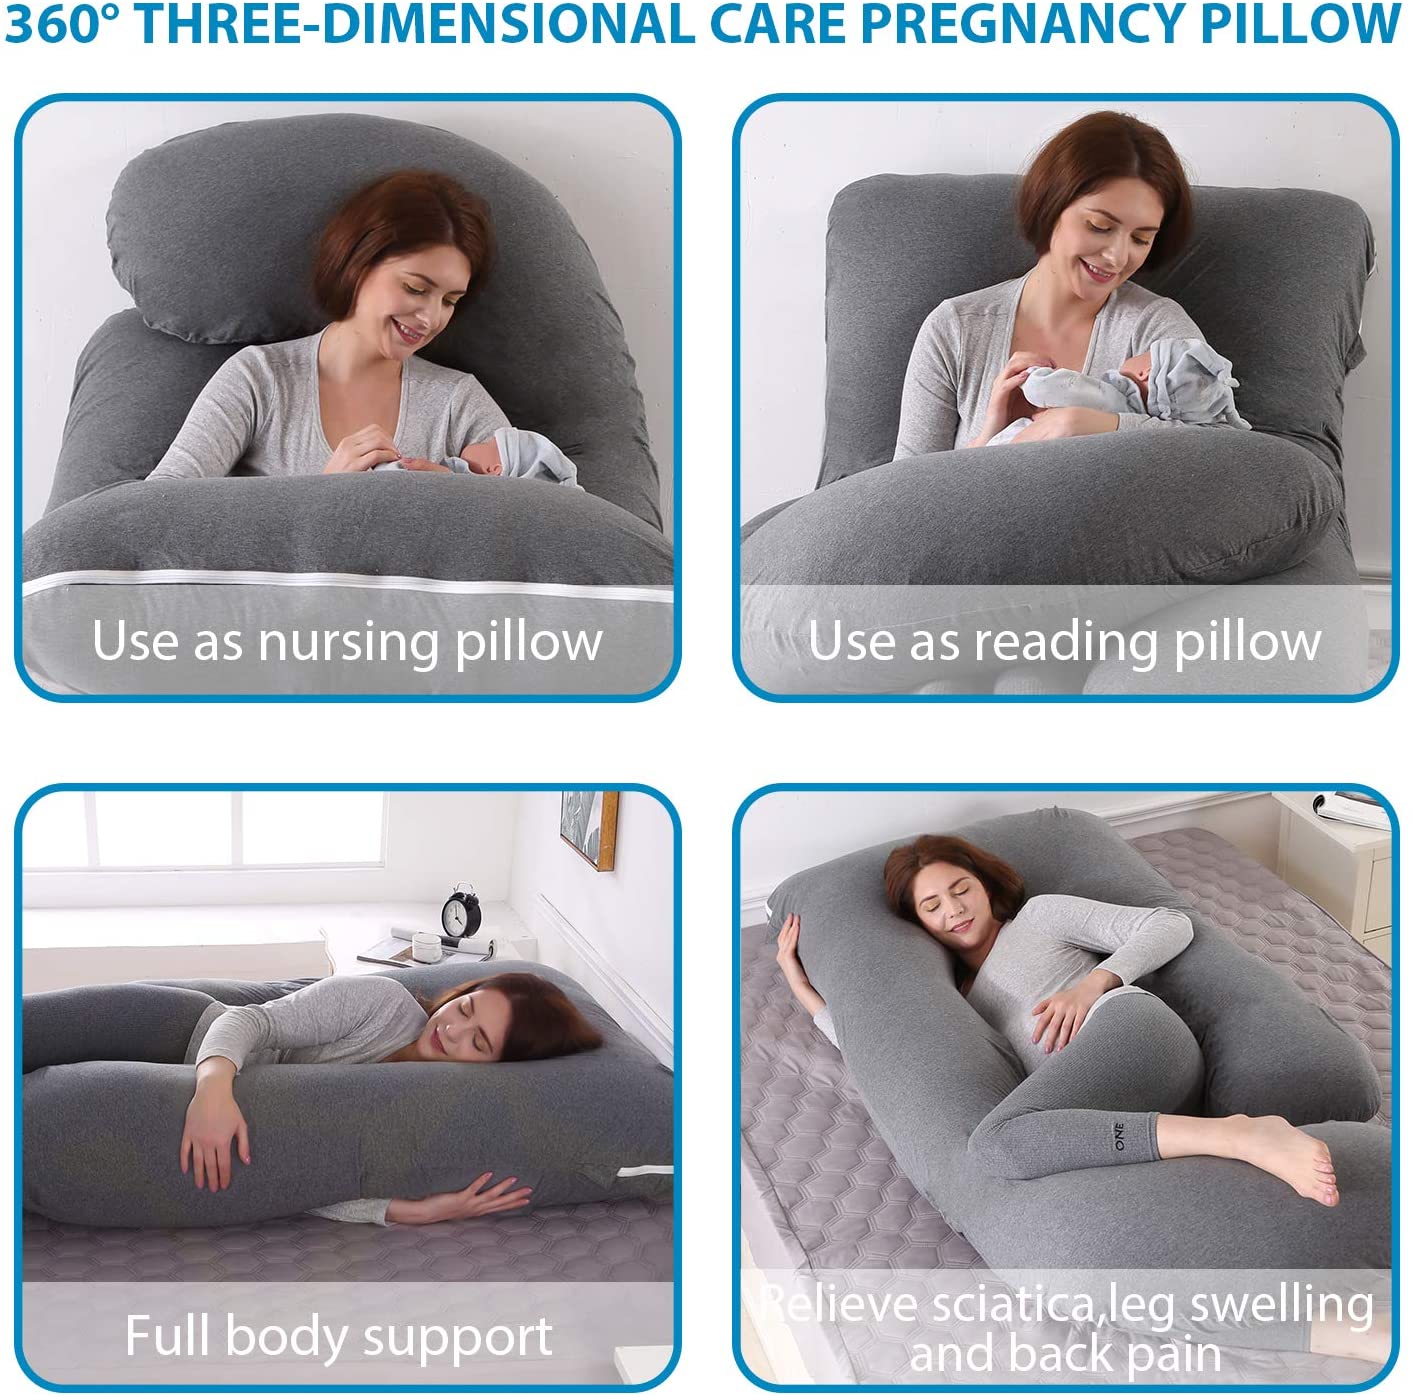 360° THREE-DIMENSIONAL CARE PREGNANCY PILLOW
Use as nursing pillow
Use as reading pillow
Full body support
ONE
Relieve sciatica,leg swelling
and back pain